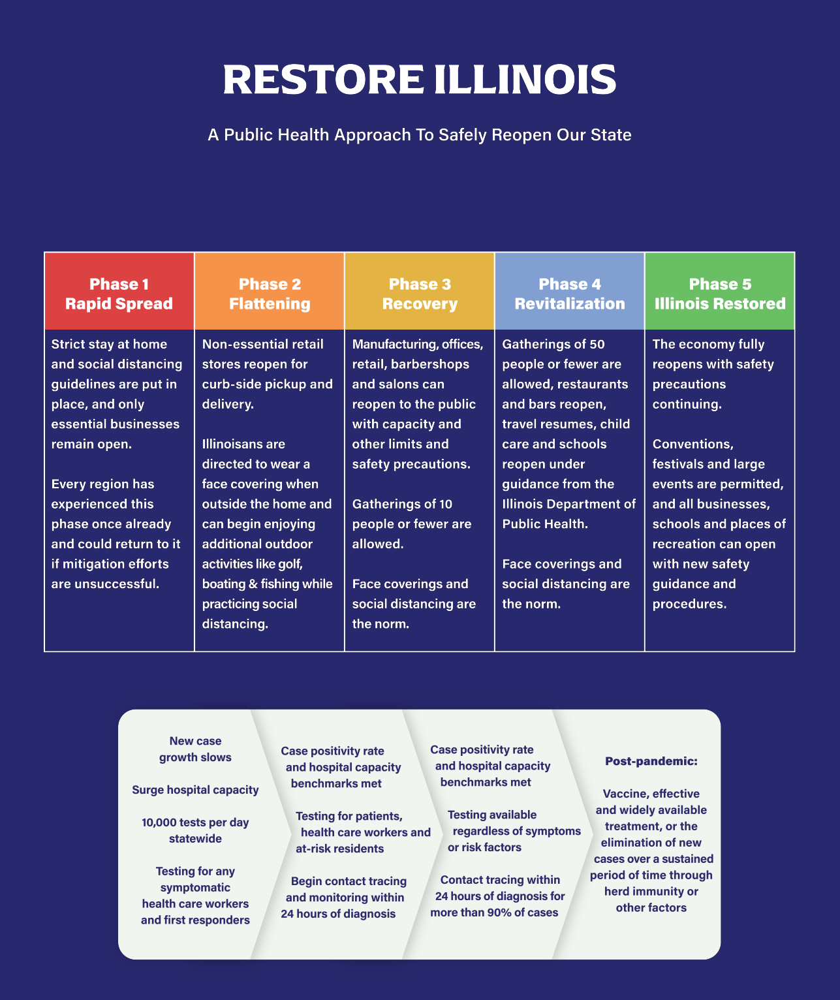 RESTORE ILLINOIS
A Public Health Approach To Safely Reopen Our State
Phase 1
Rapid Spread
Strict stay at home
and social distancing
guidelines are put in
place, and only
essential businesses
remain open.
Every region has
experienced this
phase once already
and could return to it
if mitigation efforts
are unsuccessful.
Phase 2
Flattening
Non-essential retail
stores reopen for
curb-side pickup and
delivery.
Illinoisans are
directed to wear a
face covering when
outside the home and
can begin enjoying
additional outdoor
activities like golf,
boating & fishing while
practicing social
distancing.
Phase 3
Recovery
Manufacturing, offices,
retail, barbershops
and salons can
reopen to the public
with capacity and
other limits and
safety precautions.
Gatherings of 10
people or fewer are
allowed.
Face coverings and
social distancing are
the norm.
Phase 4
Revitalization
Gatherings of 50
people or fewer are
allowed, restaurants
and bars reopen,
travel resumes, child
care and schools
reopen under
guidance from the
Illinois Department of
Public Health.
Face coverings and
social distancing are
the norm.
Phase 5
Illinois Restored
The economy fully
reopens with safety
precautions
continuing.
Conventions,
festivals and large
events are permitted,
and all businesses,
schools and places of
recreation can open
with new safety
guidance and
procedures.
New case
growth slows
Surge hospital capacity
10,000 tests per day
statewide
Testing for any
symptomatic
health care workers
and first responders
Case positivity rate
and hospital capacity
benchmarks met
Testing for patients,
health care workers and
at-risk residents
Begin contact tracing
and monitoring within
24 hours of diagnosis
Case positivity rate
and hospital capacity
benchmarks met
Testing available
regardless of symptoms
or risk factors
Contact tracing within
24 hours of diagnosis for
more than 90% of cases
Post-pandemic:
Vaccine, effective
and widely available
treatment, or the
elimination of new
cases over a sustained
period of time through
herd immunity or
other factors